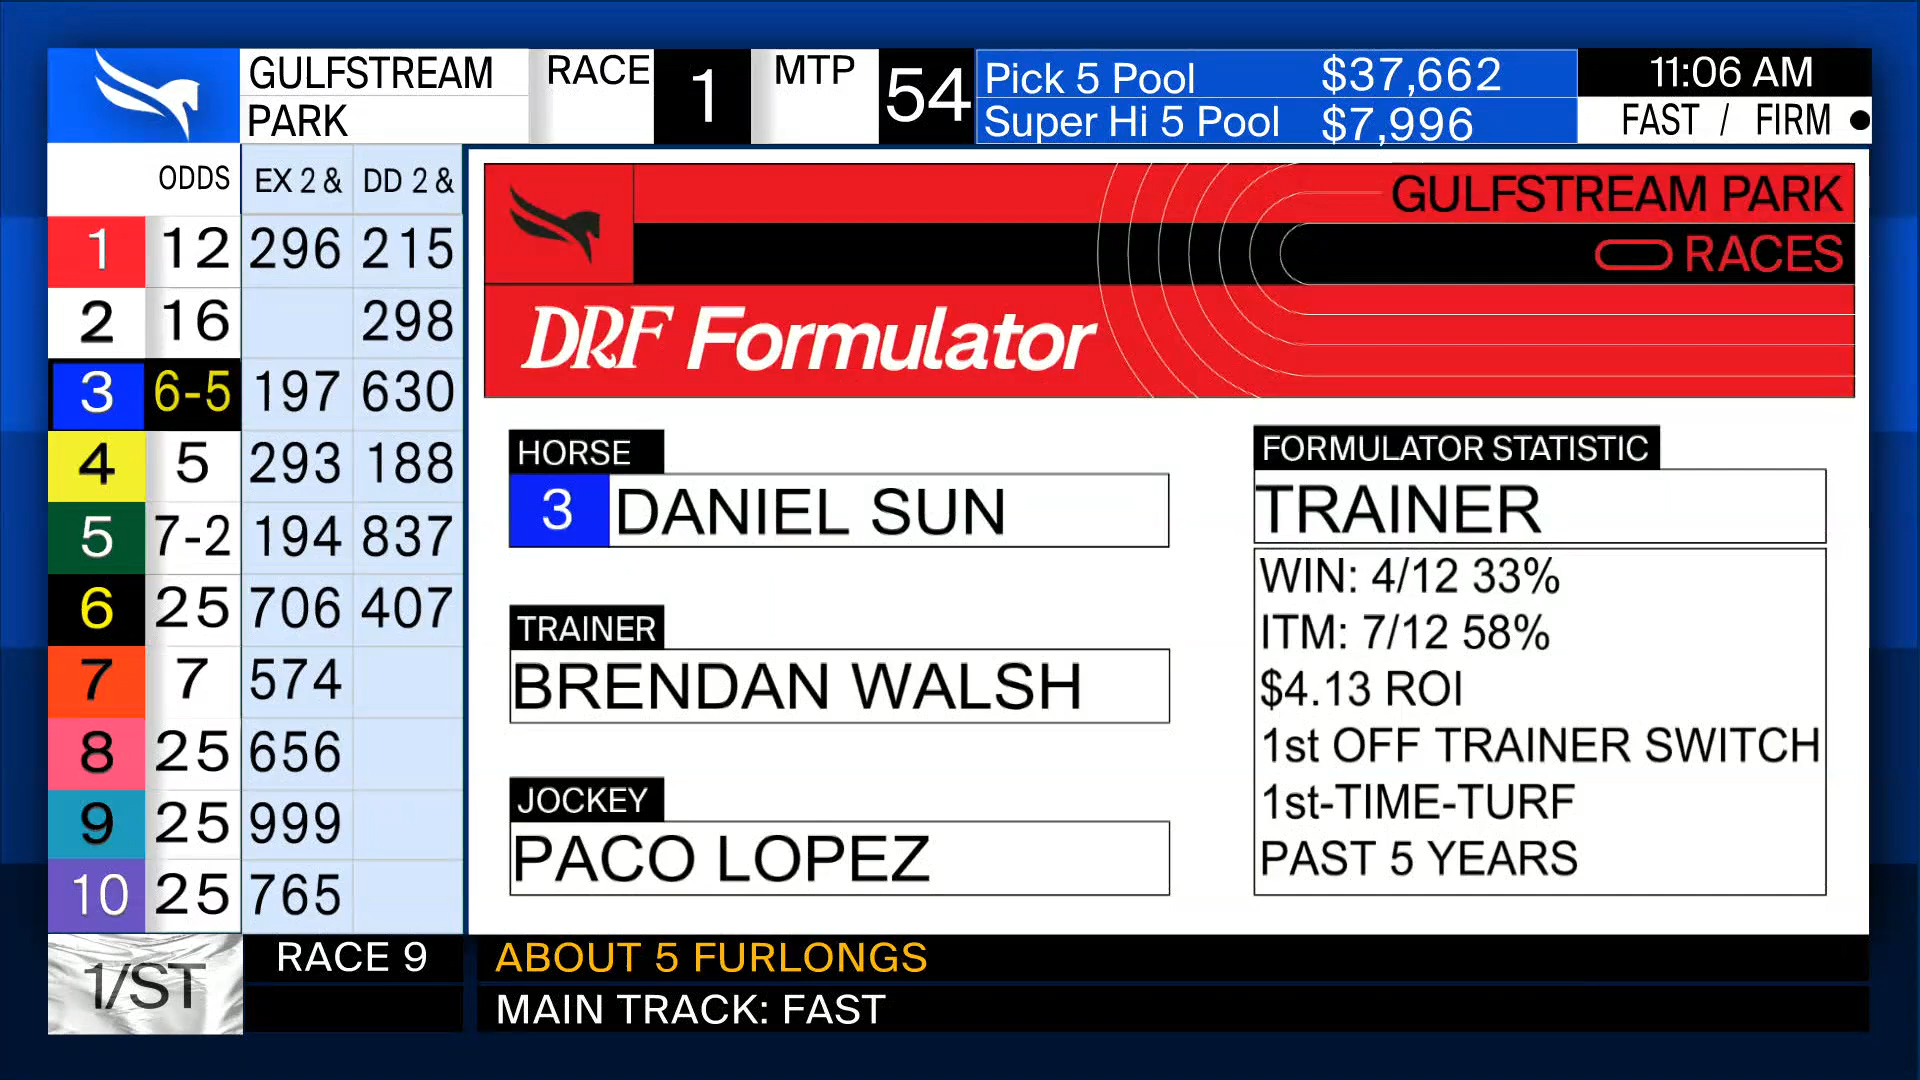 GULFSTREAM
PARK
RACE 1 MTP 54
Pick 5 Pool $37,662
Super Hi 5 Pool $7,996
11:06 AM
FAST / FIRM
ODDS EX 2 & DD 2 &
1 12 296 215
2 16 298
3 6-5 197 630
4 5 293 188
5 7-2 194 837
6 25 706 407
7 7 574
8 25 656
9 25 999
10 25 765
GULFSTREAM PARK
RACES
DRF Formulator
HORSE
3 DANIEL SUN
TRAINER
BRENDAN WALSH
JOCKEY
PACO LOPEZ
FORMULATOR STATISTIC
TRAINER
WIN: 4/12 33%
ITM: 7/12 58%
$4.13 ROI
1st OFF TRAINER SWITCH
1st-TIME-TURF
PAST 5 YEARS
1/ST
RACE 9
ABOUT 5 FURLONGS
MAIN TRACK: FAST